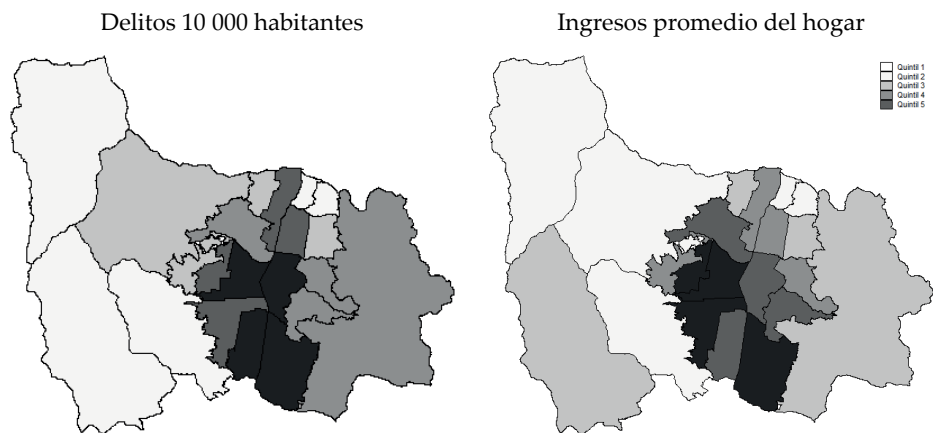 Delitos 10 000 habitantes
Ingresos promedio del hogar
Quintil 1
Quintil 2
Quintil 3
Quintil 4
Quintil 5